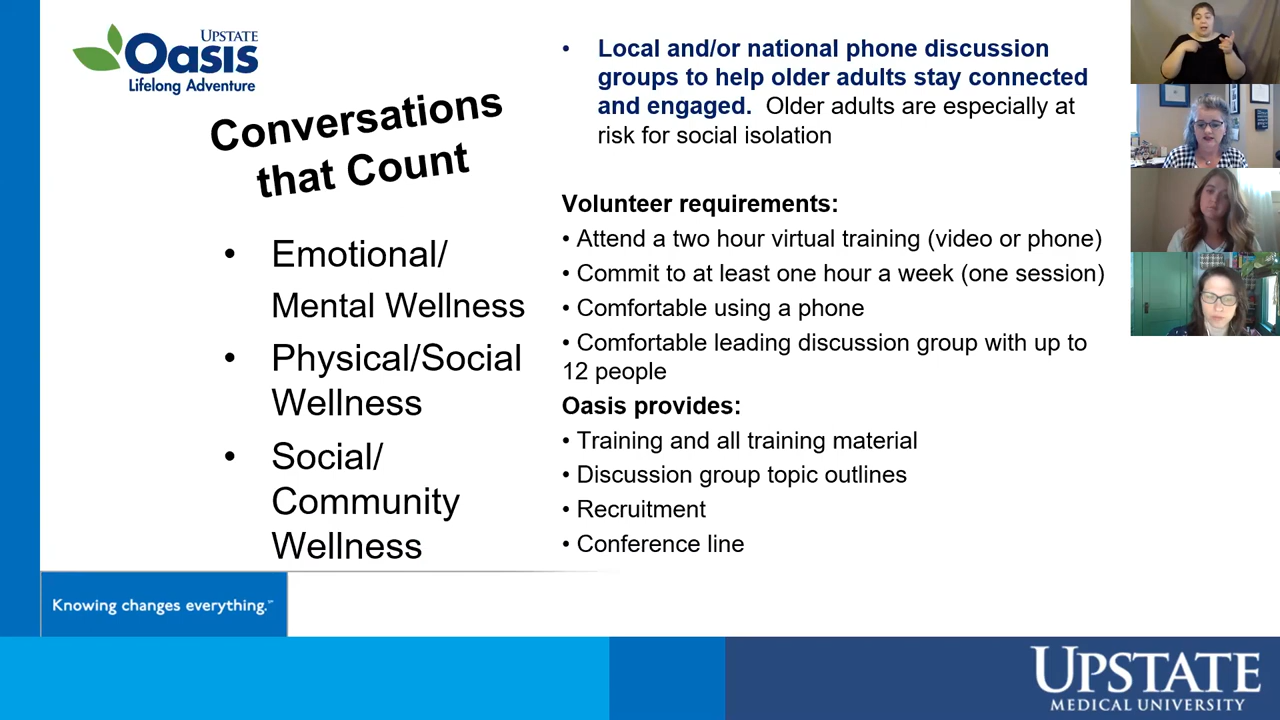 UPSTATE
Oasis
Lifelong Adventure
Conversations
that Count
• Emotional/
Mental Wellness
• Physical/Social
Wellness
• Social/
Community
Wellness
• Local and/or national phone discussion
groups to help older adults stay connected
and engaged. Older adults are especially at
risk for social isolation
Volunteer requirements:
• Attend a two hour virtual training (video or phone)
• Commit to at least one hour a week (one session)
• Comfortable using a phone
• Comfortable leading discussion group with up to
12 people
Oasis provides:
• Training and all training material
• Discussion group topic outlines
• Recruitment
• Conference line
Knowing changes everything.℠
UPSTATE
MEDICAL UNIVERSITY